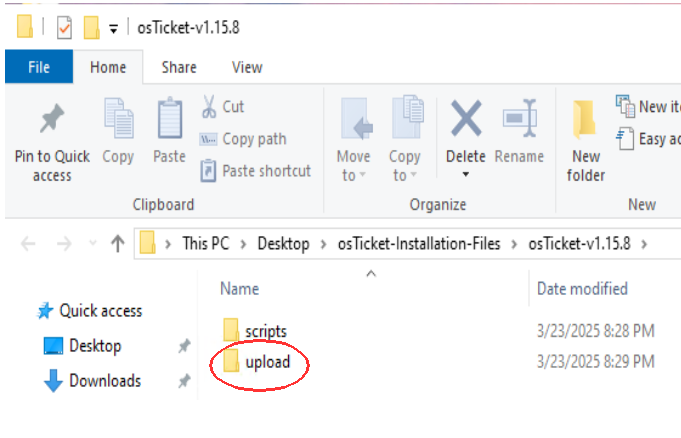 osTicket-v1.15.8
File Home Share View
Pin to Quick access
Copy
Paste
Cut
Copy path
Paste shortcut
Clipboard
Move to
Copy to
Delete
Rename
Organize
New folder
New it
Easy ac
New
This PC > Desktop > osTicket-Installation-Files > osTicket-v1.15.8 >
Name Date modified
Quick access
Desktop
Downloads
scripts 3/23/2025 8:28 PM
upload 3/23/2025 8:29 PM